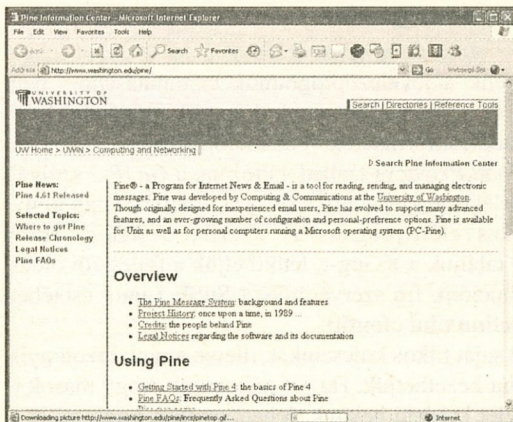 Pine Information Center - Microsoft Internet Explorer
File Edit View Favorites Tools Help
Search Favorites
Address http://www.washington.edu/pine/ Go
UNIVERSITY OF
WASHINGTON
Search | Directories | Reference Tools
UW Home > UWIN > Computing and Networking
Search Pine Information Center
Pine News:
Pine 4.61 Released
Selected Topics:
Where to get Pine
Release Chronology
Legal Notices
Pine FAQs
Pine® - a Program for Internet News & Email - is a tool for reading, sending, and managing electronic
messages. Pine was developed by Computing & Communications at the University of Washington.
Though originally designed for inexperienced email users, Pine has evolved to support many advanced
features, and an ever-growing number of configuration and personal-preference options. Pine is available
for Unix as well as for personal computers running a Microsoft operating system (PC-Pine).
Overview
• The Pine Message System: background and features
• Project History: once upon a time, in 1989 ...
• Credits: the people behind Pine
• Legal Notices regarding the software and its documentation
Using Pine
• Getting Started with Pine 4: the basics of Pine 4
• Pine FAQs: Frequently Asked Questions about Pine
Downloading picture http://www.washington.edu/pine/incs/pinetop.gif... Internet